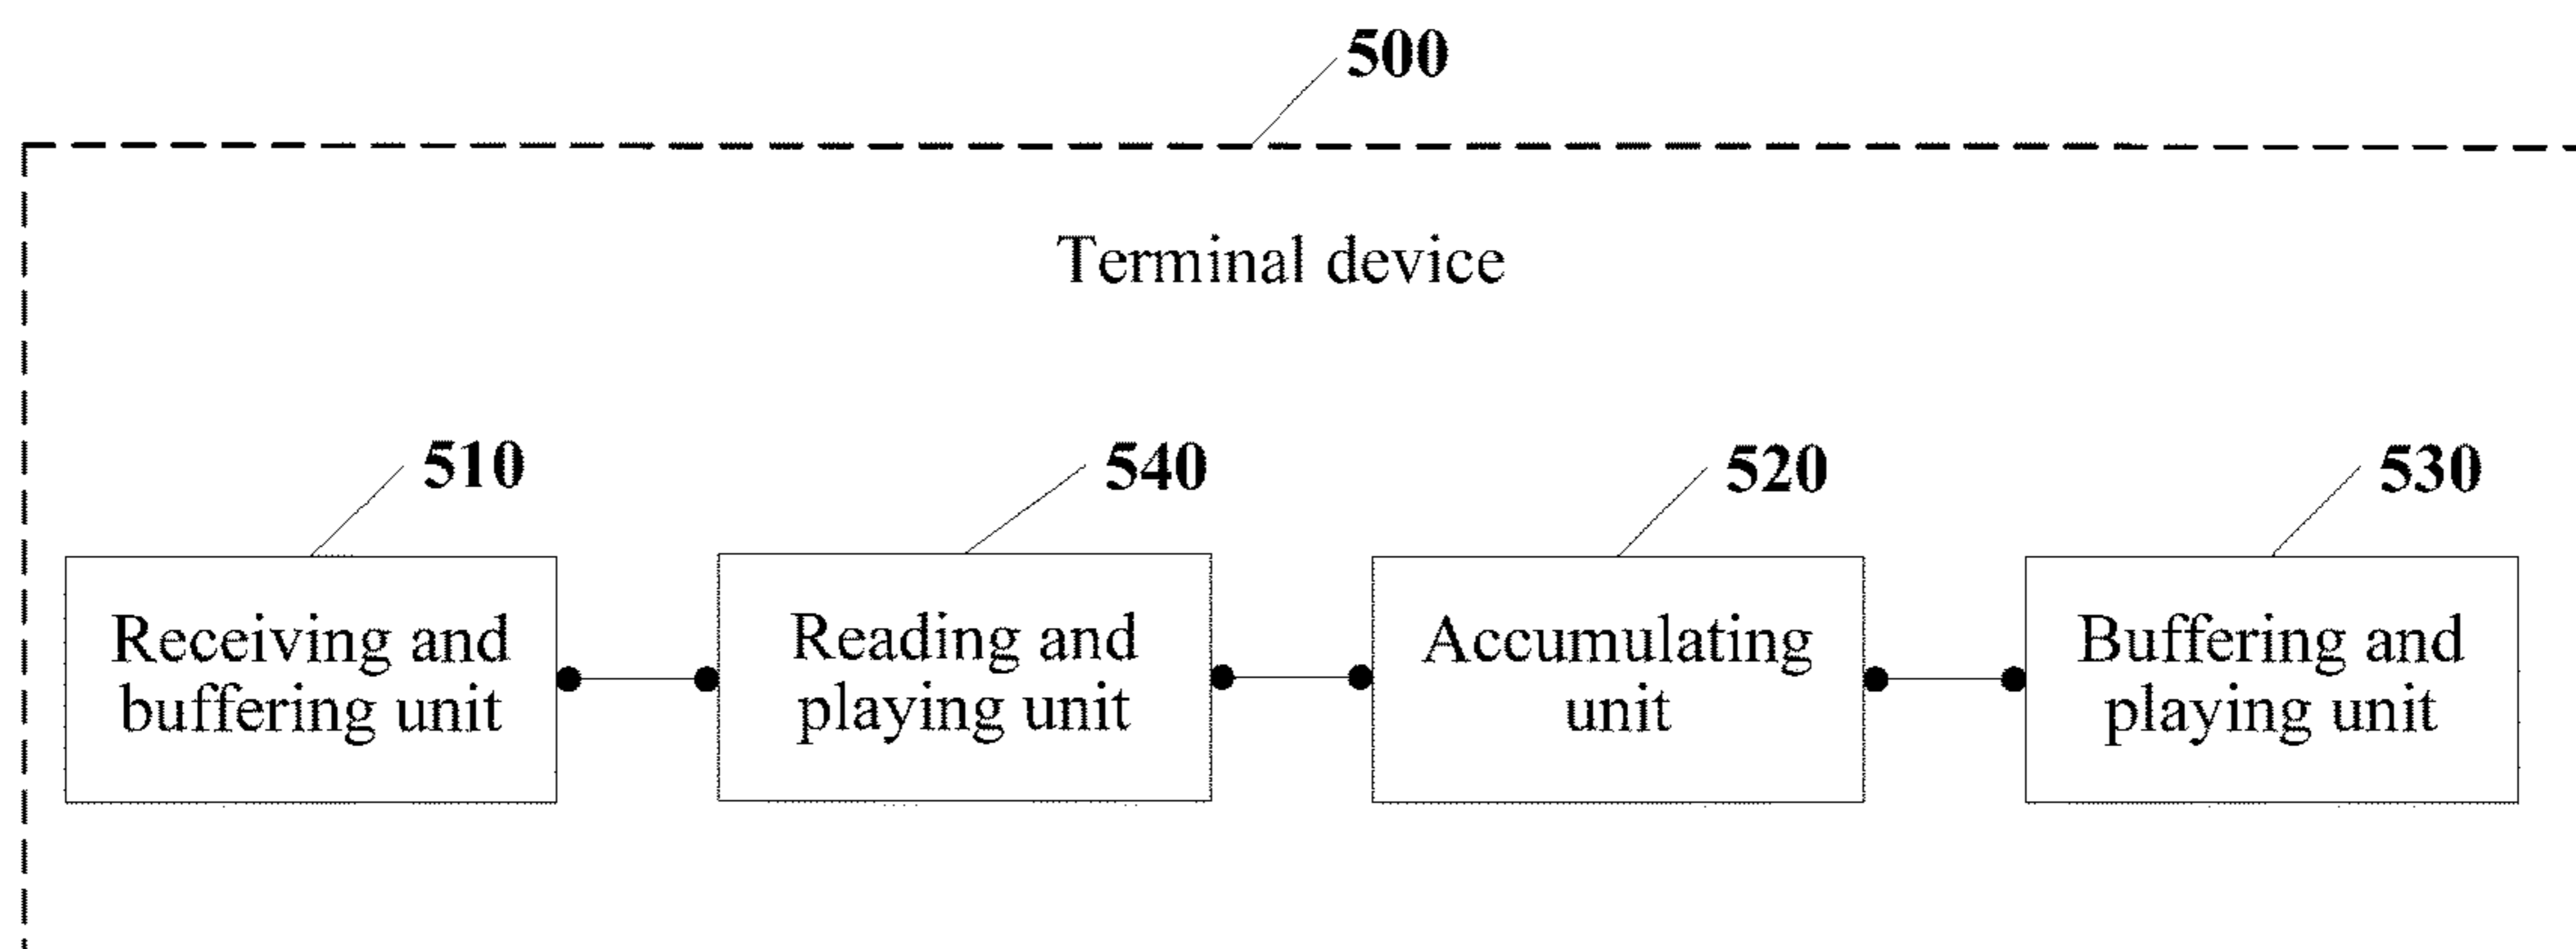 500
Terminal device
510
540
520
530
Receiving and
buffering unit
Reading and
playing unit
Accumulating
unit
Buffering and
playing unit